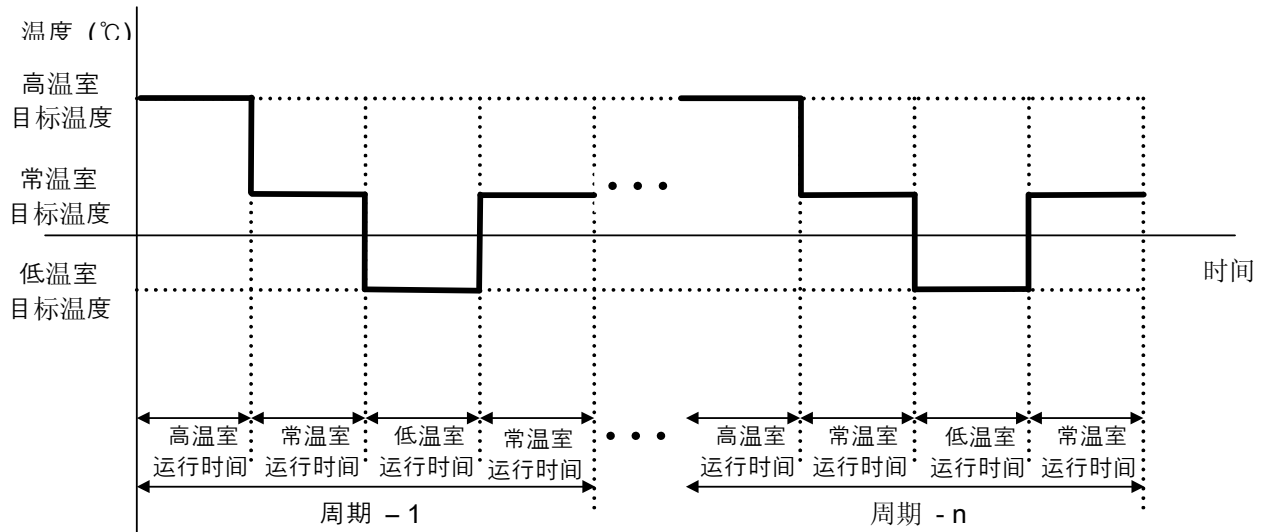 温度 (℃)
高温室
目标温度
常温室
目标温度
低温室
目标温度
时间
高温室 常温室 低温室 常温室 高温室 常温室 低温室 常温室
运行时间 运行时间 运行时间 运行时间 运行时间 运行时间 运行时间 运行时间
周期 – 1 周期 - n